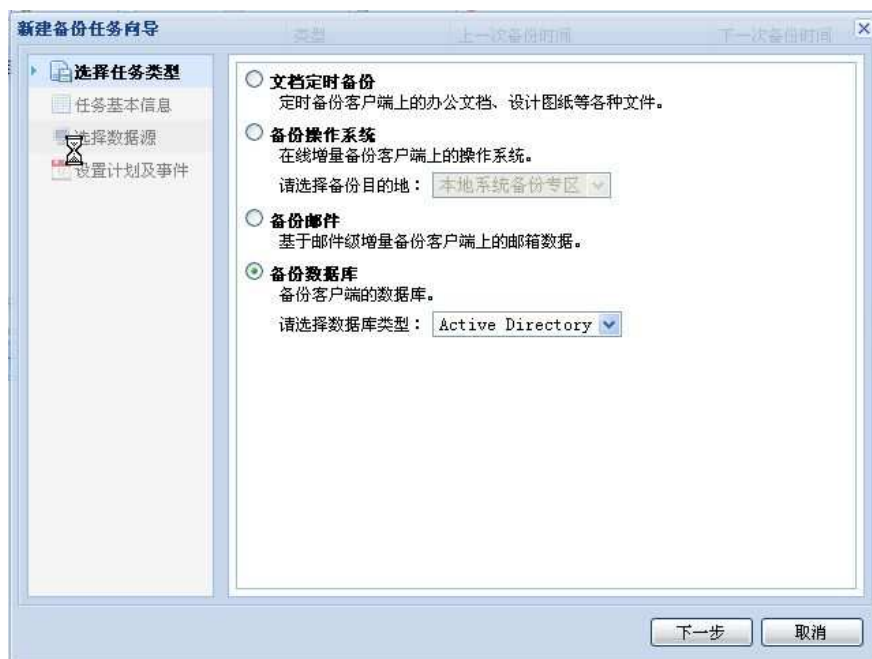 新建备份任务向导
类型 上一次备份时间 下一次备份时间
选择任务类型
任务基本信息
选择数据源
设置计划及事件
文档定时备份
定时备份客户端上的办公文档、设计图纸等各种文件。
备份操作系统
在线增量备份客户端上的操作系统。
请选择备份目的地： 本地系统备份专区
备份邮件
基于邮件级增量备份客户端上的邮箱数据。
备份数据库
备份客户端的数据库。
请选择数据库类型： Active Directory
下一步 取消